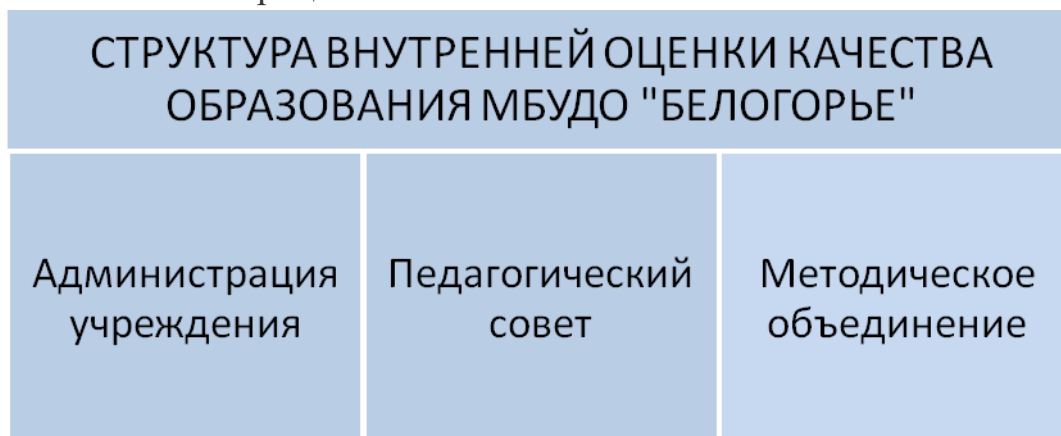 СТРУКТУРА ВНУТРЕННЕЙ ОЦЕНКИ КАЧЕСТВА
ОБРАЗОВАНИЯ МБУДО "БЕЛОГОРЬЕ"
Администрация
учреждения
Педагогический
совет
Методическое
объединение